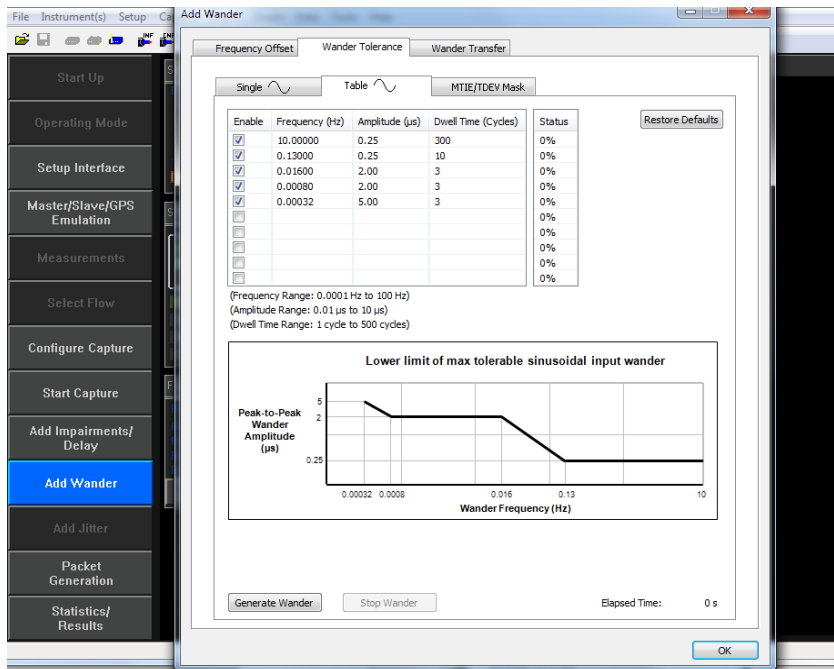 File Instrument(s) Setup
Add Wander
Start Up
Operating Mode
Setup Interface
Master/Slave/GPS
Emulation
Measurements
Select Flow
Configure Capture
Start Capture
Add Impairments/
Delay
Add Wander
Add Jitter
Packet
Generation
Statistics/
Results
Frequency Offset Wander Tolerance Wander Transfer
Single Table MTIE/TDEV Mask
Enable Frequency (Hz) Amplitude (µs) Dwell Time (Cycles) Status Restore Defaults
10.00000 0.25 300 0%
0.13000 0.25 10 0%
0.01600 2.00 3 0%
0.00080 2.00 3 0%
0.00032 5.00 3 0%
0%
0%
0%
0%
0%
(Frequency Range: 0.0001 Hz to 100 Hz)
(Amplitude Range: 0.01 µs to 10 µs)
(Dwell Time Range: 1 cycle to 500 cycles)
Lower limit of max tolerable sinusoidal input wander
Peak-to-Peak
Wander
Amplitude
(µs)
5
2
0.25
0.00032 0.0008 0.016 0.13 10
Wander Frequency (Hz)
Generate Wander Stop Wander Elapsed Time: 0 s
OK